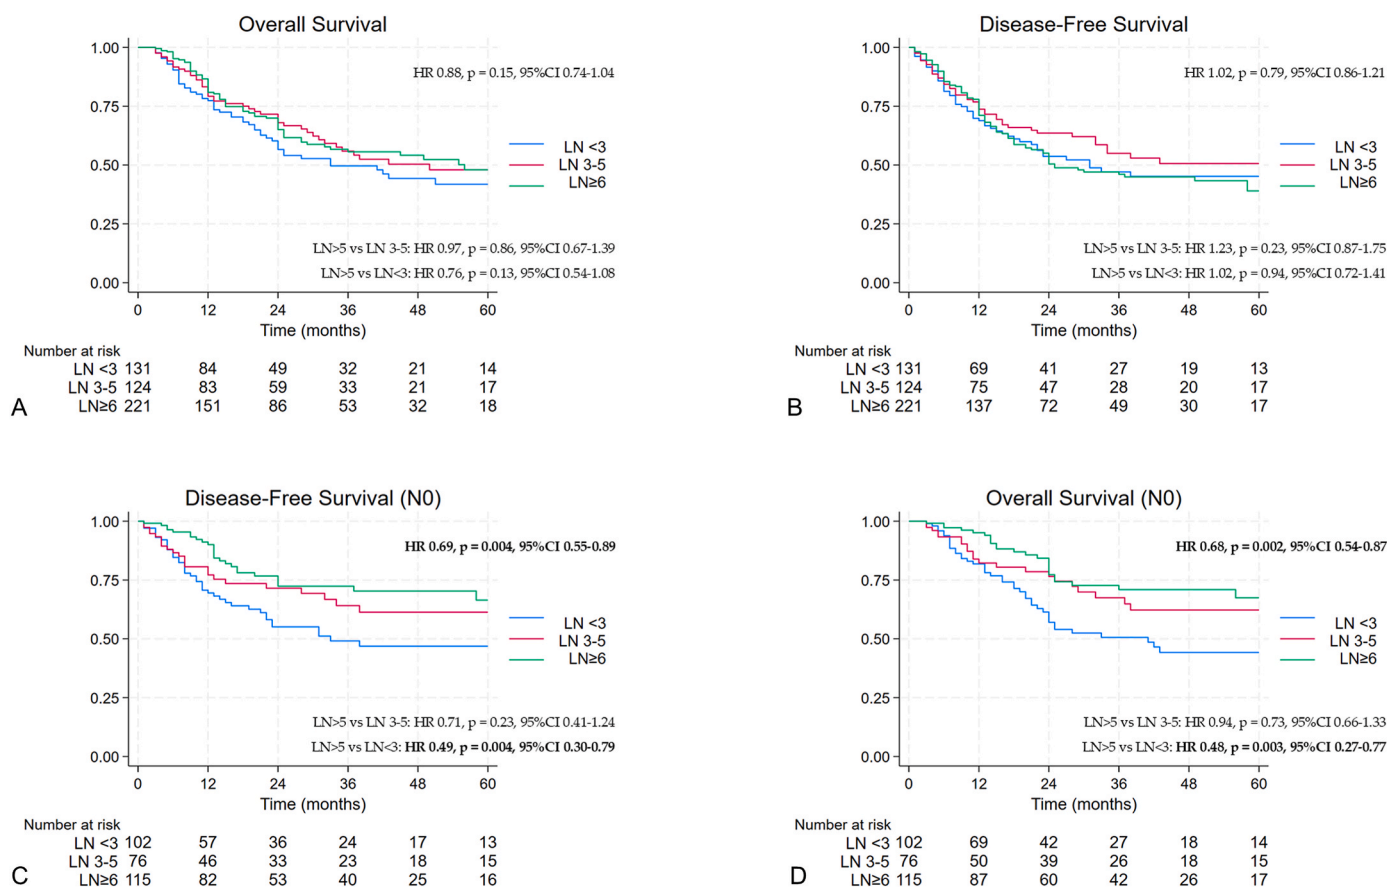 Overall Survival
1.00
0.75
0.50
0.25
0.00
HR 0.88, p = 0.15, 95%CI 0.74-1.04
LN <3
LN 3-5
LN≥6
LN>5 vs LN 3-5: HR 0.97, p = 0.86, 95%CI 0.67-1.39
LN>5 vs LN<3: HR 0.76, p = 0.13, 95%CI 0.54-1.08
0 12 24 36 48 60
Time (months)
Number at risk
LN <3 131 84 49 32 21 14
LN 3-5 124 83 59 33 21 17
LN≥6 221 151 86 53 32 18
A
Disease-Free Survival
1.00
0.75
0.50
0.25
0.00
HR 1.02, p = 0.79, 95%CI 0.86-1.21
LN <3
LN 3-5
LN≥6
LN>5 vs LN 3-5: HR 1.23, p = 0.23, 95%CI 0.87-1.75
LN>5 vs LN<3: HR 1.02, p = 0.94, 95%CI 0.72-1.41
0 12 24 36 48 60
Time (months)
Number at risk
LN <3 131 69 41 27 19 13
LN 3-5 124 75 47 28 20 17
LN≥6 221 137 72 49 30 17
B
Disease-Free Survival (N0)
1.00
0.75
0.50
0.25
0.00
HR 0.69, p = 0.004, 95%CI 0.55-0.89
LN <3
LN 3-5
LN≥6
LN>5 vs LN 3-5: HR 0.71, p = 0.23, 95%CI 0.41-1.24
LN>5 vs LN<3: HR 0.49, p = 0.004, 95%CI 0.30-0.79
0 12 24 36 48 60
Time (months)
Number at risk
LN <3 102 57 36 24 17 13
LN 3-5 76 46 33 23 18 15
LN≥6 115 82 53 40 25 16
C
Overall Survival (N0)
1.00
0.75
0.50
0.25
0.00
HR 0.68, p = 0.002, 95%CI 0.54-0.87
LN <3
LN 3-5
LN≥6
LN>5 vs LN 3-5: HR 0.94, p = 0.73, 95%CI 0.66-1.33
LN>5 vs LN<3: HR 0.48, p = 0.003, 95%CI 0.27-0.77
0 12 24 36 48 60
Time (months)
Number at risk
LN <3 102 69 42 27 18 14
LN 3-5 76 50 39 26 18 15
LN≥6 115 87 60 42 26 17
D